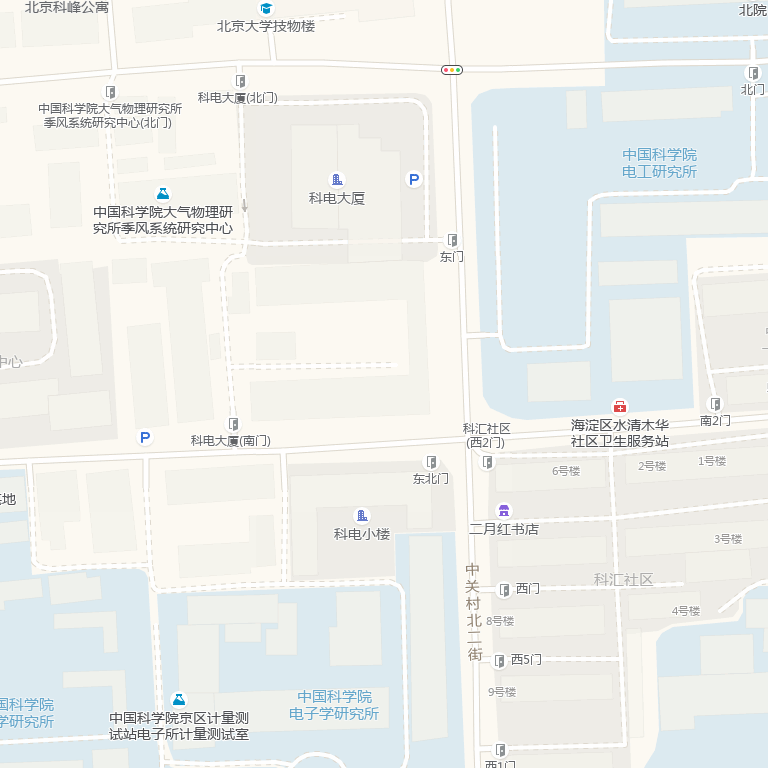 北京科峰公寓
北京大学技物楼
北院
北门
中国科学院大气物理研究所
季风系统研究中心(北门)
科电大厦(北门)
中国科学院
电工研究所
P
科电大厦
中国科学院大气物理研
究所季风系统研究中心
东门
中心
海淀区水清木华
社区卫生服务站
南2门
科汇社区
(西2门)
P
科电大厦(南门)
东北门
6号楼
2号楼
1号楼
地
科电小楼
二月红书店
3号楼
中关村北二街
西门
科汇社区
4号楼
8号楼
西5门
9号楼
国科学院
学研究所
中国科学院京区计量测
试站电子所计量测试室
中国科学院
电子学研究所
西1门